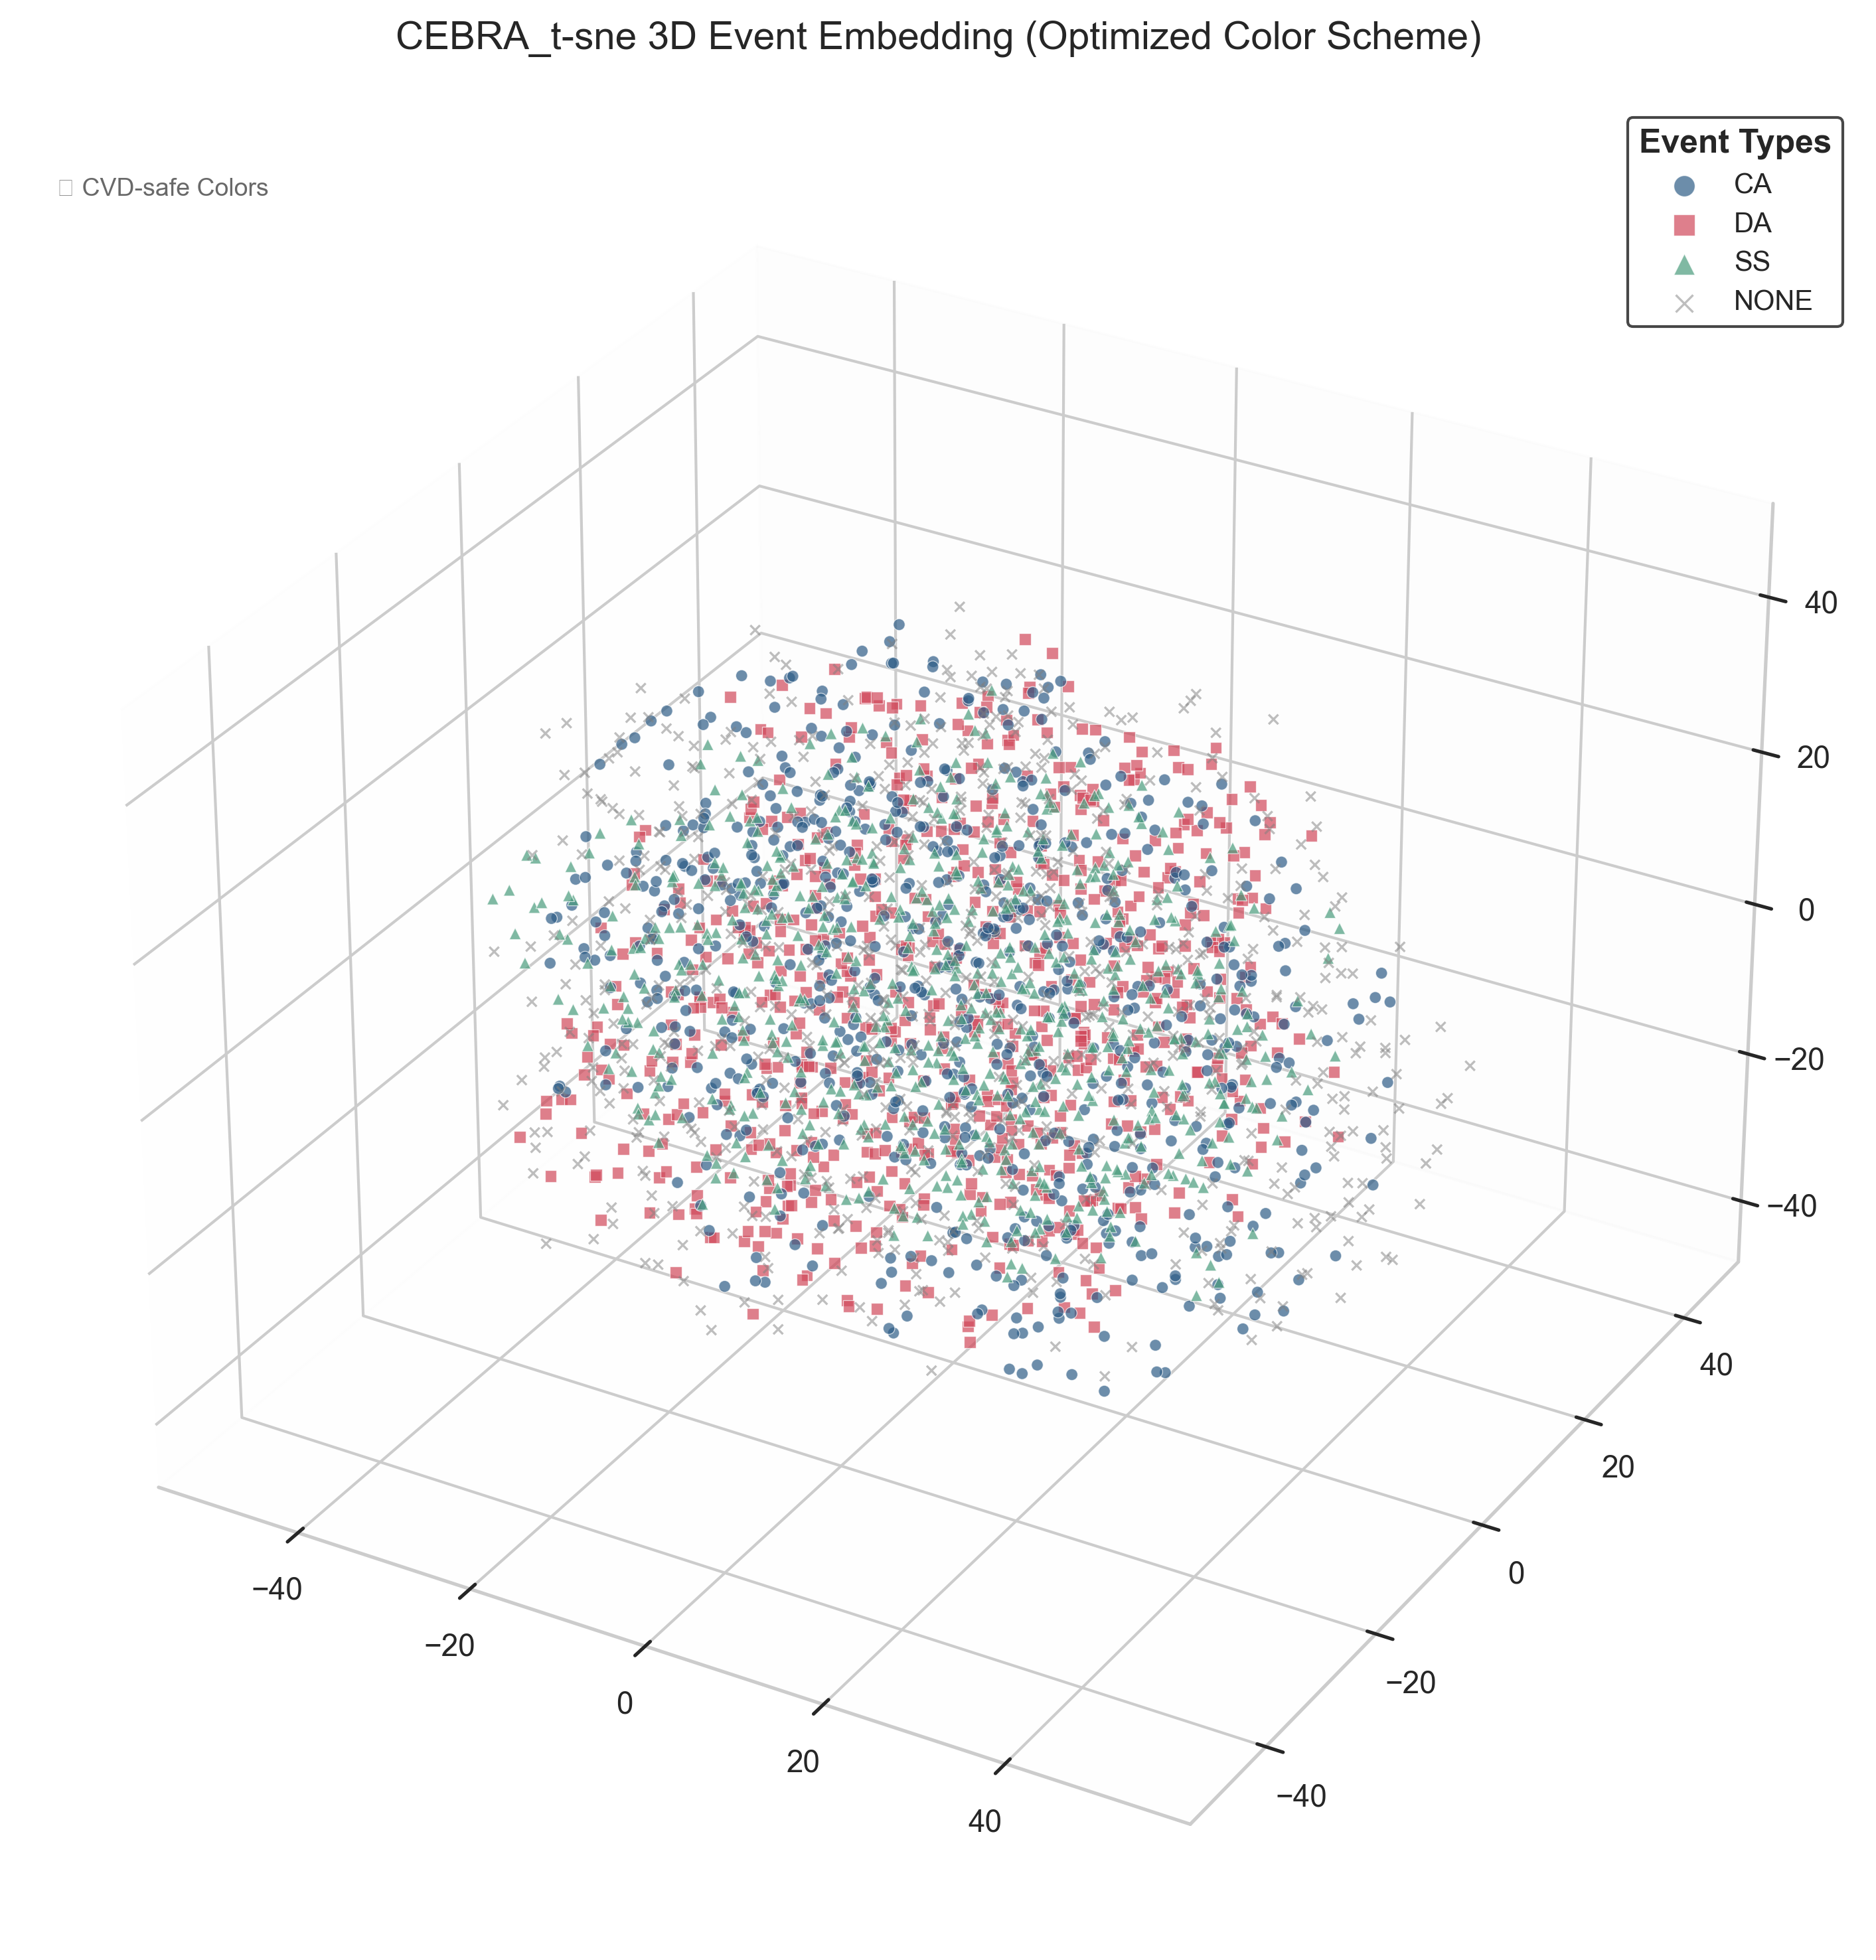 CEBRA_t-sne 3D Event Embedding (Optimized Color Scheme)
Event Types
CA
DA
SS
NONE
CVD-safe Colors
40
20
0
−20
−40
40
20
0
−20
−40
−40
−20
0
20
40